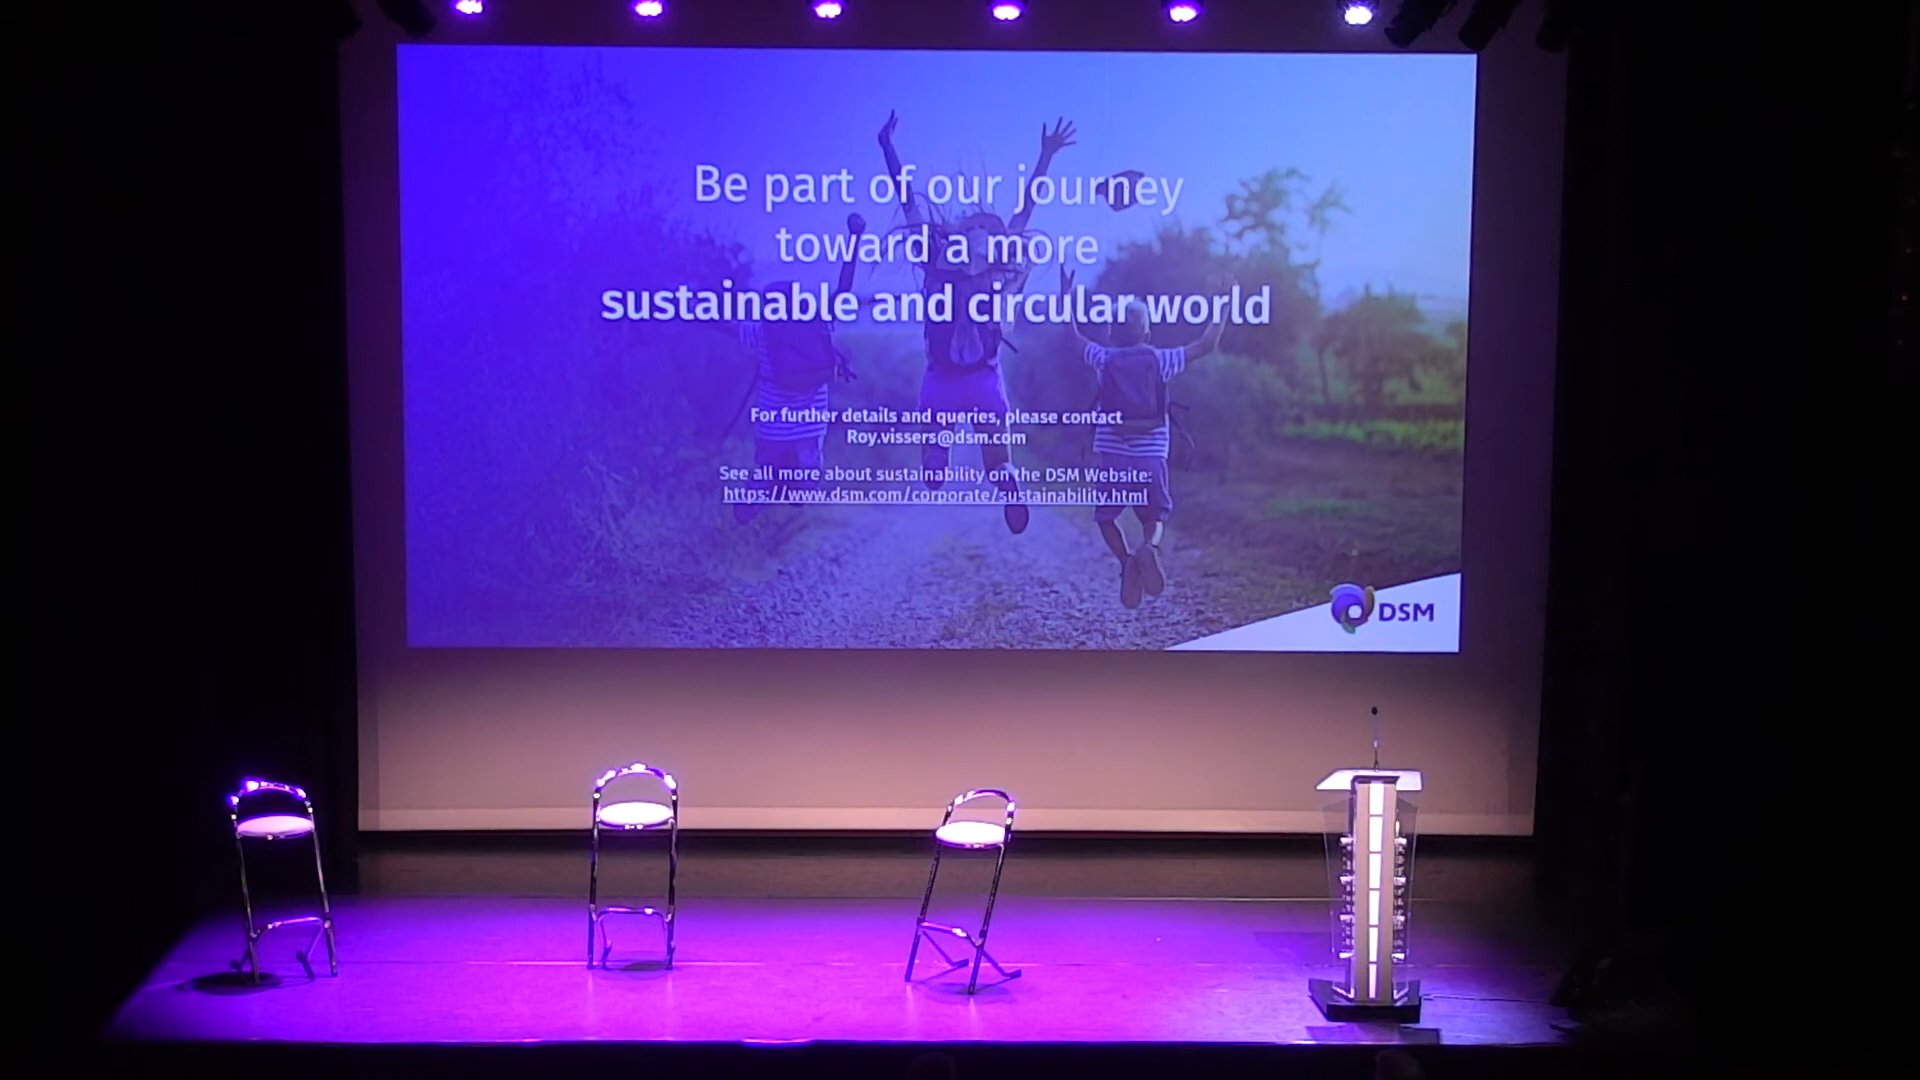 Be part of our journey
toward a more
sustainable and circular world
For further details and queries, please contact
Roy.vissers@dsm.com
See all more about sustainability on the DSM Website:
https://www.dsm.com/corporate/sustainability.html
DSM